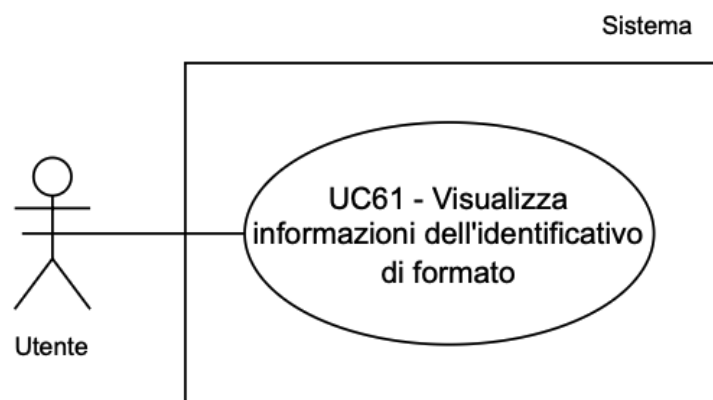 Sistema
UC61 - Visualizza
informazioni dell'identificativo
di formato
Utente